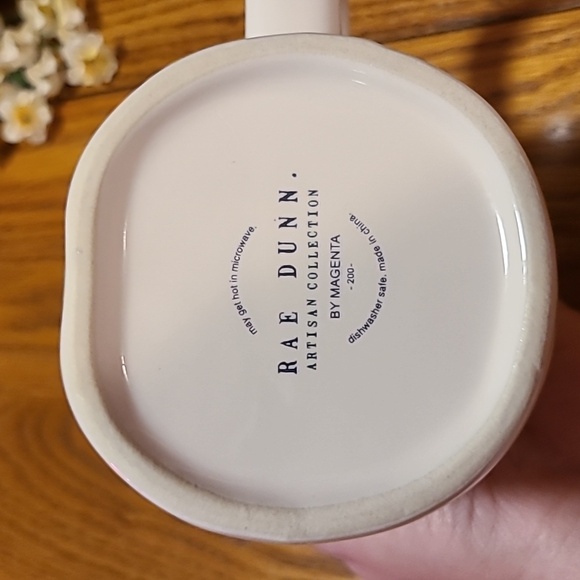 may get hot in microwave.
RAE DUNN.
ARTISAN COLLECTION
BY MAGENTA
- 200 -
dishwasher safe. made in china.